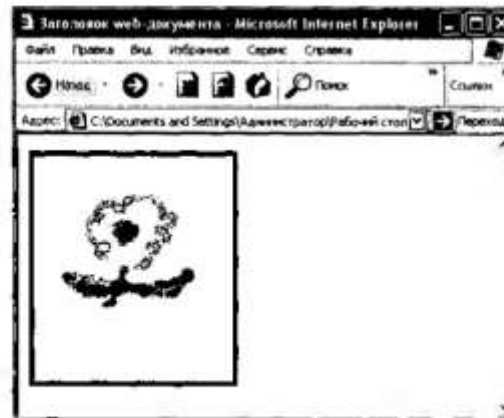 Заголовок web-документа - Microsoft Internet Explorer
Файл Правка Вид Избранное Сервис Справка
Назад Поиск » Ссылки
Адрес: C:\Documents and Settings\Администратор\Рабочий стол Переход